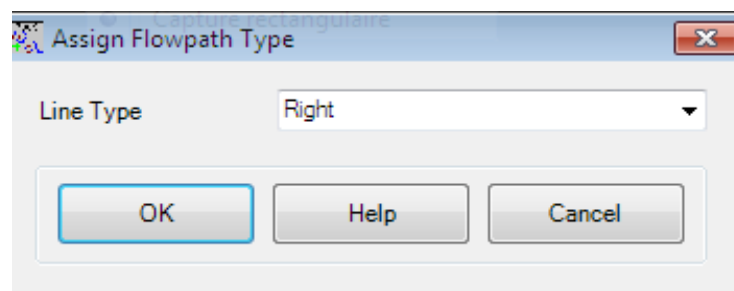 Capture rectangulaire
Assign Flowpath Type
Line Type
Right
OK
Help
Cancel